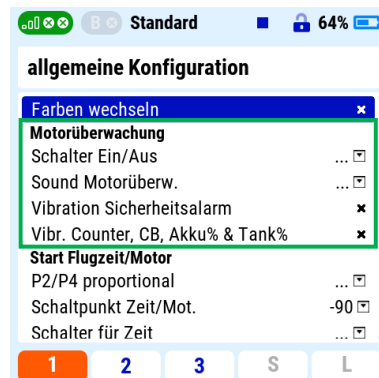 B Standard 64%
allgemeine Konfiguration
Farben wechseln
Motorüberwachung
Schalter Ein/Aus ...
Sound Motorüberw. ...
Vibration Sicherheitsalarm
Vibr. Counter, CB, Akku% & Tank%
Start Flugzeit/Motor
P2/P4 proportional ...
Schaltpunkt Zeit/Mot. -90
Schalter für Zeit ...
1 2 3 S L